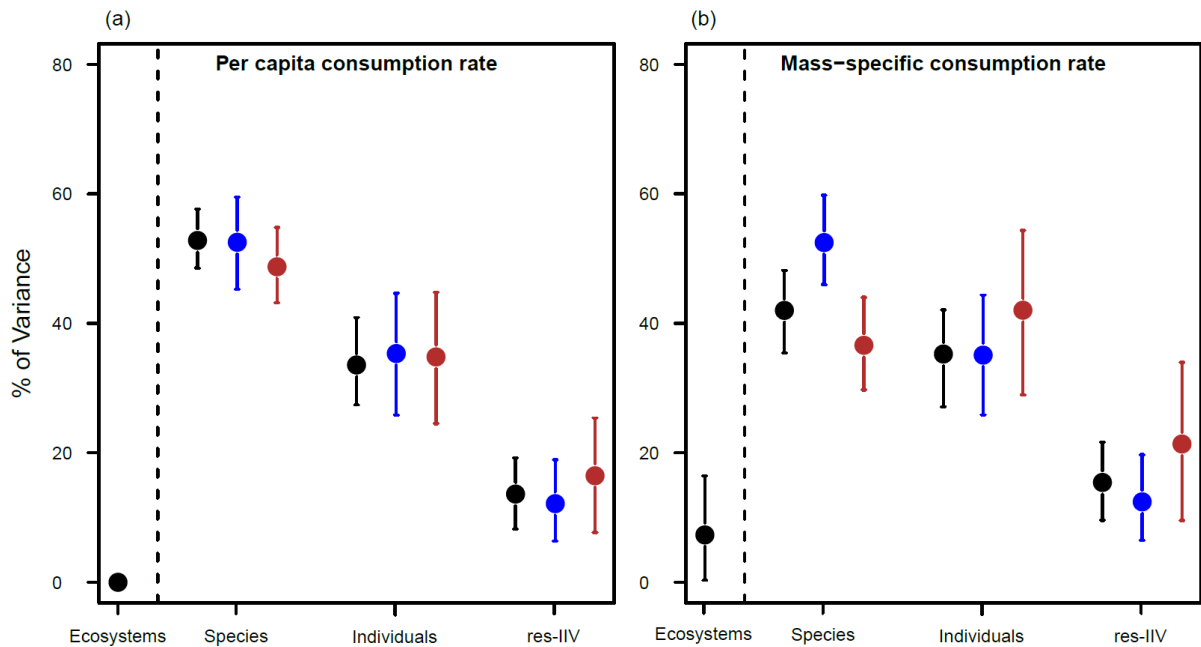 (a)
Per capita consumption rate
% of Variance
80
60
40
20
0
Ecosystems Species Individuals res-IIV
(b)
Mass−specific consumption rate
80
60
40
20
0
Ecosystems Species Individuals res-IIV